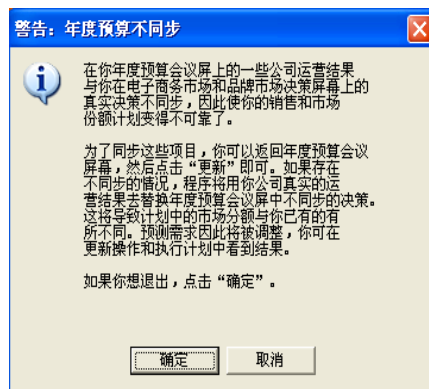 警告：年度预算不同步
在你年度预算会议屏上的一些公司运营结果
与你在电子商务市场和品牌市场决策屏幕上的
真实决策不同步，因此使你的销售和市场
份额计划变得不可靠了。
为了同步这些项目，你可以返回年度预算会议
屏幕，然后点击“更新”即可。如果存在
不同步的情况，程序将用你公司真实的运
营结果去替换年度预算会议屏中不同步的决策。
这将导致计划中的市场分额与你已有的有
所不同。预测需求因此将被调整，你可在
更新操作和执行计划中看到结果。
如果你想退出，点击“确定”。
确定
取消